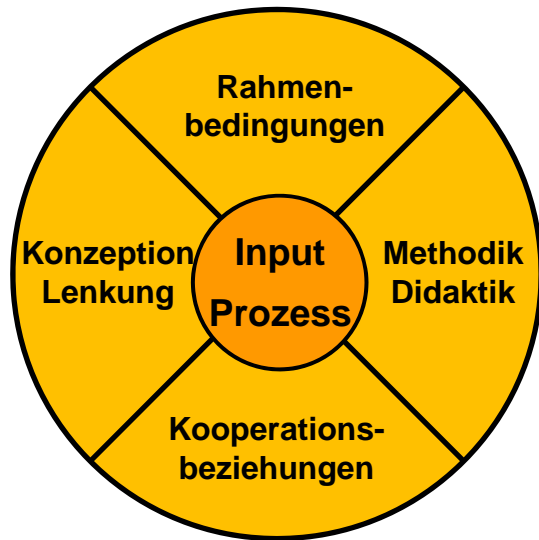 Rahmen-
bedingungen
Konzeption
Lenkung
Input
Prozess
Methodik
Didaktik
Kooperations-
beziehungen